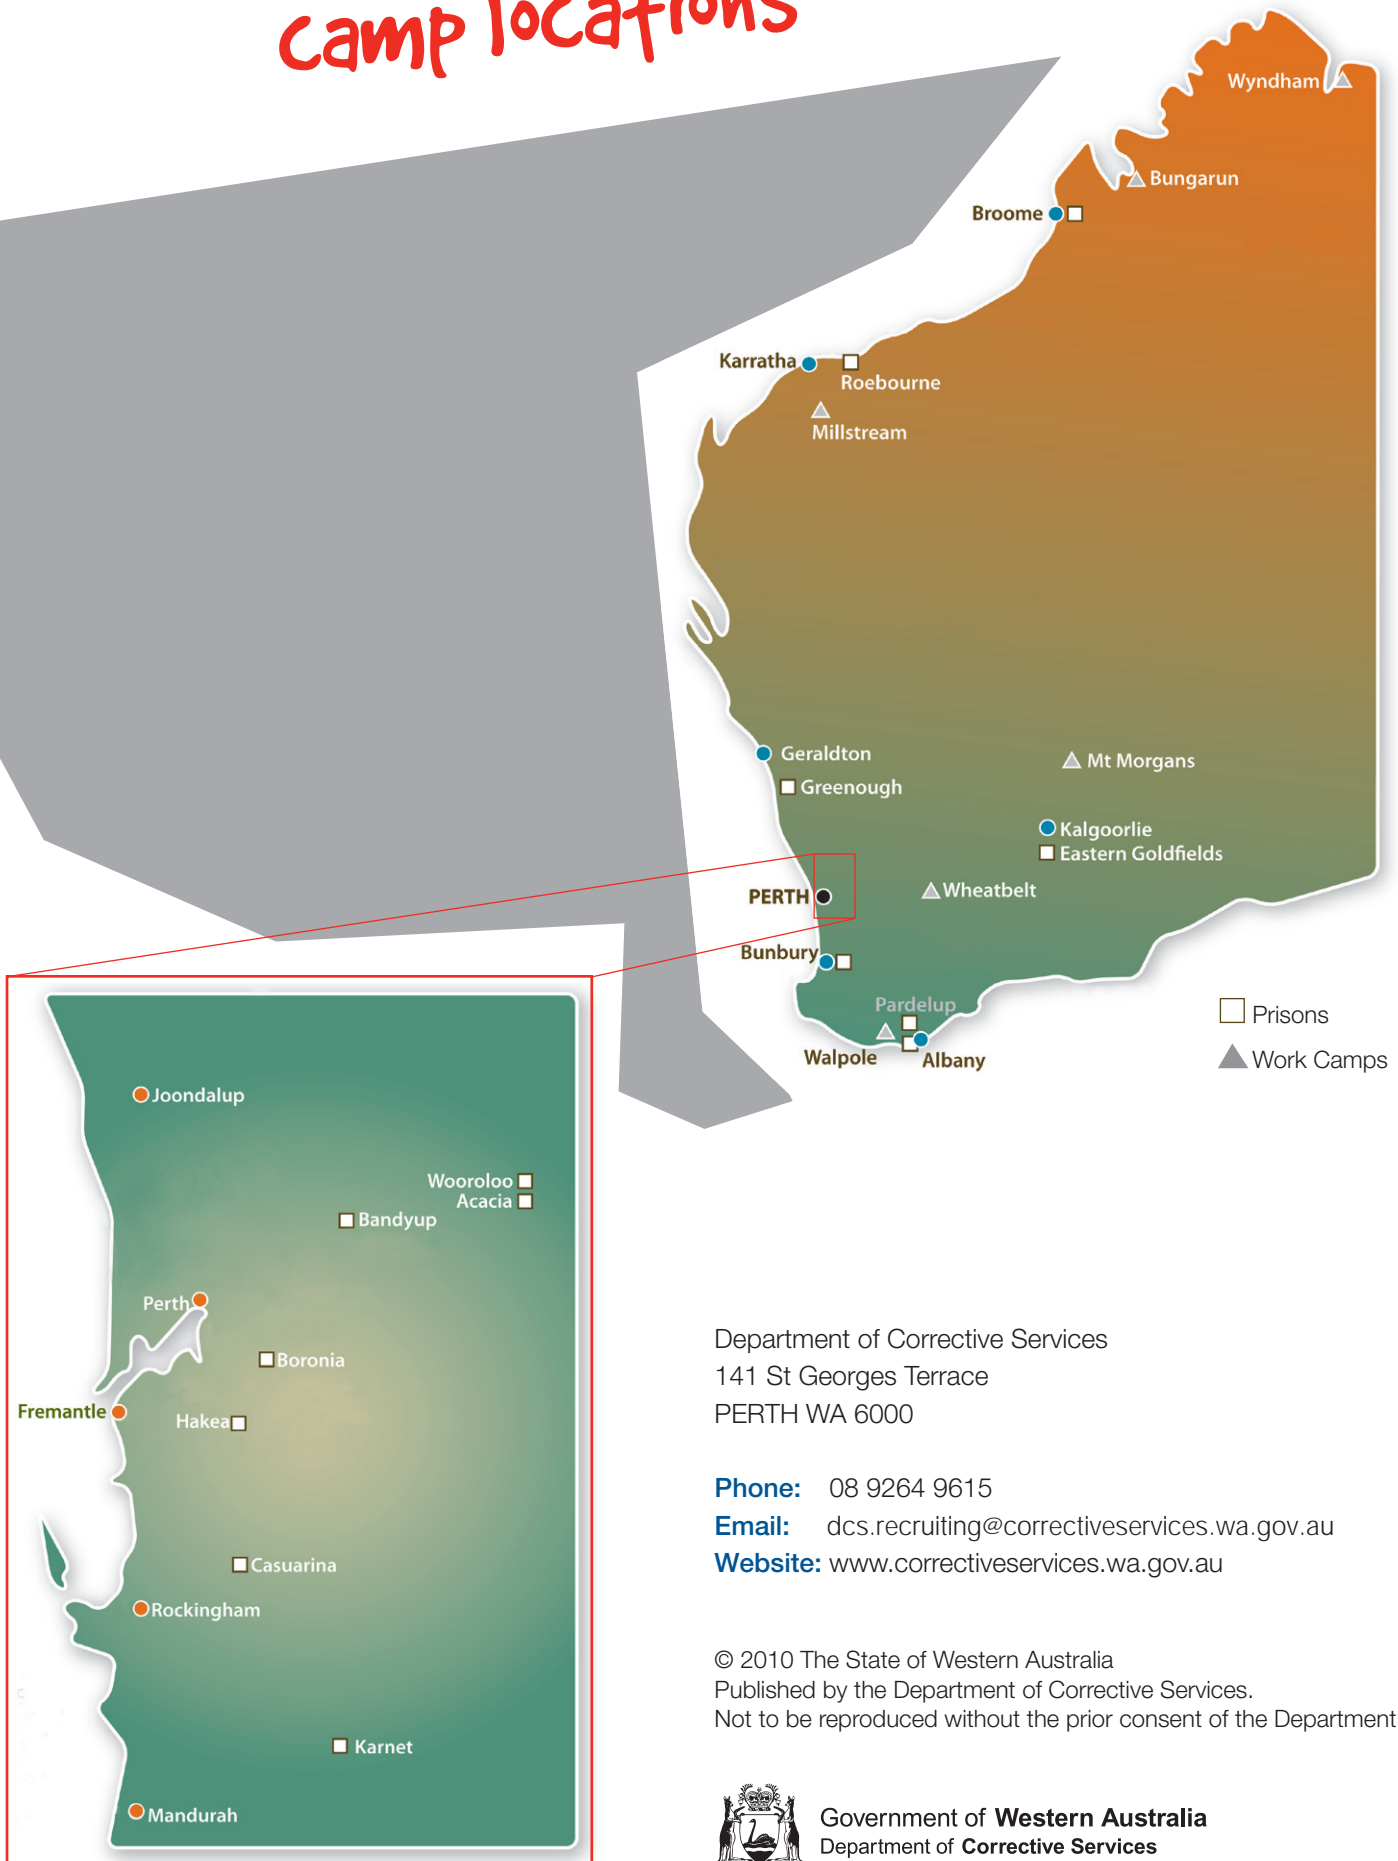 camp locations
Wyndham
Bungarun
Broome
Karratha
Roebourne
Millstream
Geraldton
Mt Morgans
Greenough
Kalgoorlie
Eastern Goldfields
Wheatbelt
PERTH
Bunbury
Pardelup
Walpole
Albany
Prisons
Work Camps
Joondalup
Wooroloo
Acacia
Bandyup
Perth
Boronia
Fremantle
Hakea
Casuarina
Rockingham
Karnet
Mandurah
Department of Corrective Services
141 St Georges Terrace
PERTH WA 6000
Phone: 08 9264 9615
Email: dcs.recruiting@correctiveservices.wa.gov.au
Website: www.correctiveservices.wa.gov.au
© 2010 The State of Western Australia
Published by the Department of Corrective Services.
Not to be reproduced without the prior consent of the Department
Government of Western Australia
Department of Corrective Services